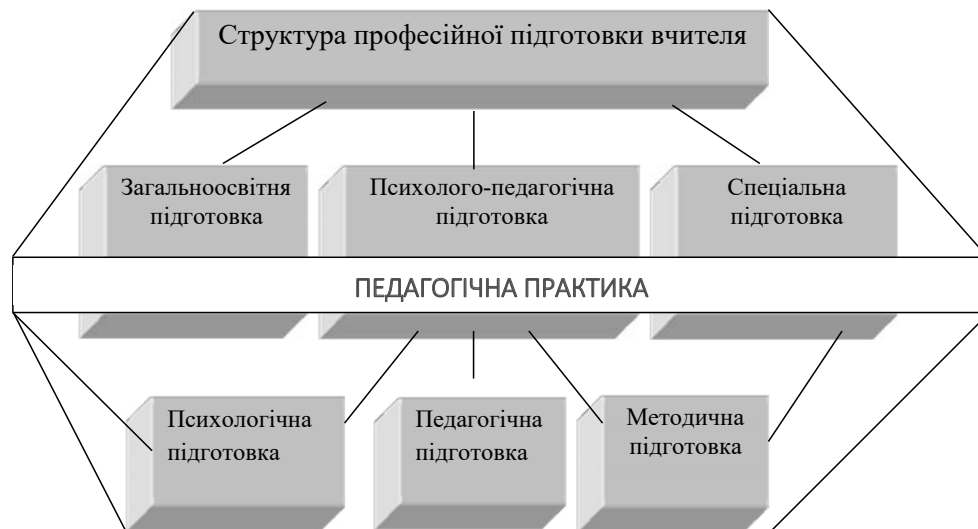 Структура професійної підготовки вчителя
Загальноосвітня
підготовка
Психолого-педагогічна
підготовка
Спеціальна
підготовка
ПЕДАГОГІЧНА ПРАКТИКА
Психологічна
підготовка
Педагогічна
підготовка
Методична
підготовка